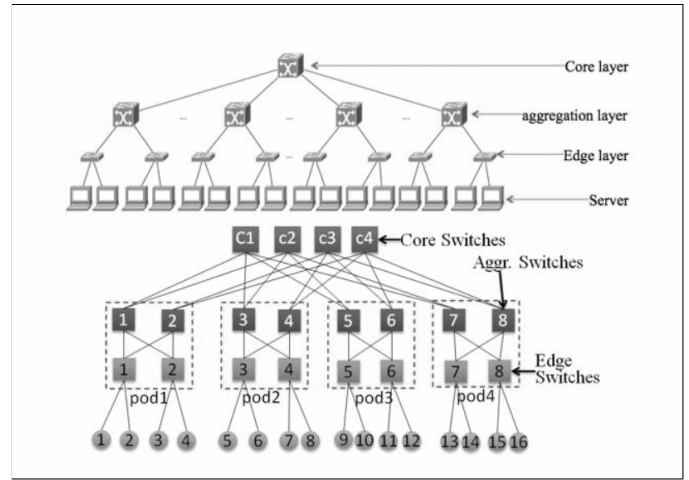 Core layer
aggregation layer
Edge layer
Server
C1 c2 c3 c4 Core Switches
Aggr. Switches
1 2 3 4 5 6 7 8
1 2 3 4 5 6 7 8 Edge
Switches
pod1 pod2 pod3 pod4
1 2 3 4 5 6 7 8 9 10 11 12 13 14 15 16